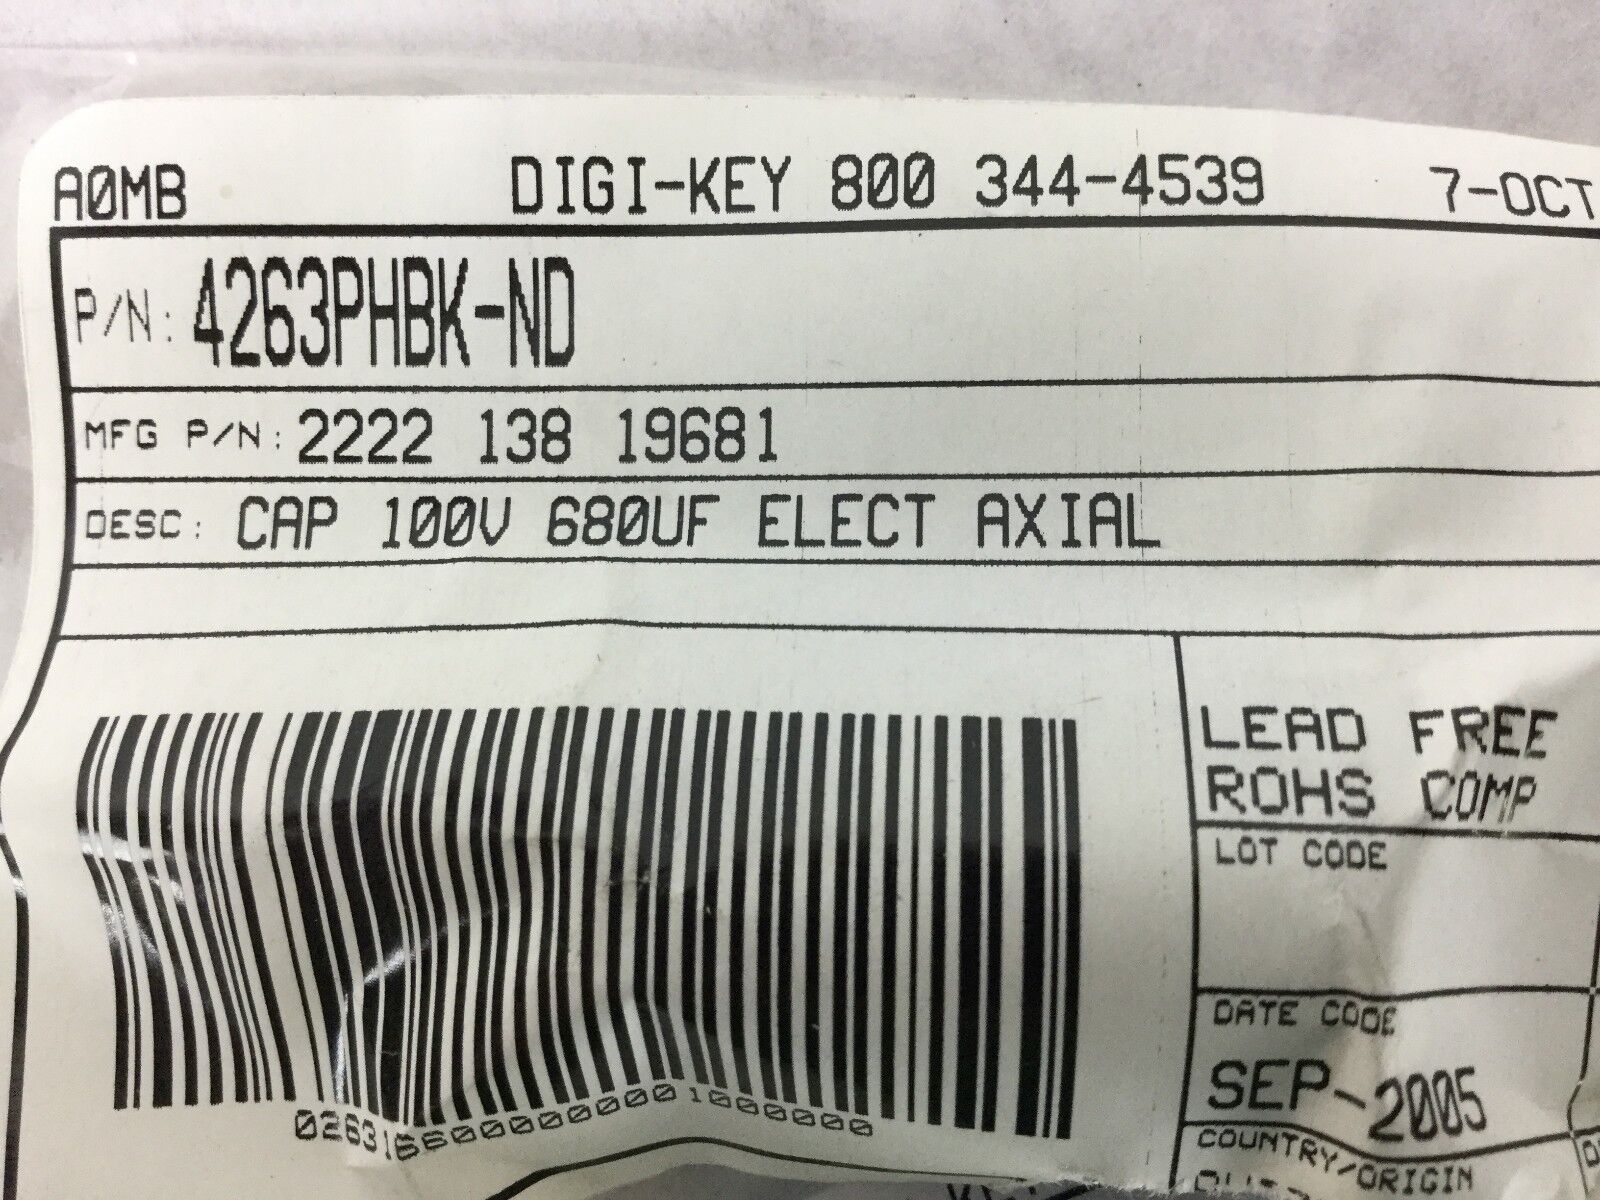 A0MB DIGI-KEY 800 344-4539 7-OCT
P/N: 4263PHBK-ND
MFG P/N: 2222 138 19681
DESC: CAP 100V 680UF ELECT AXIAL
LEAD FREE
ROHS COMP
LOT CODE
DATE CODE
SEP-2005
COUNTRY/ORIGIN